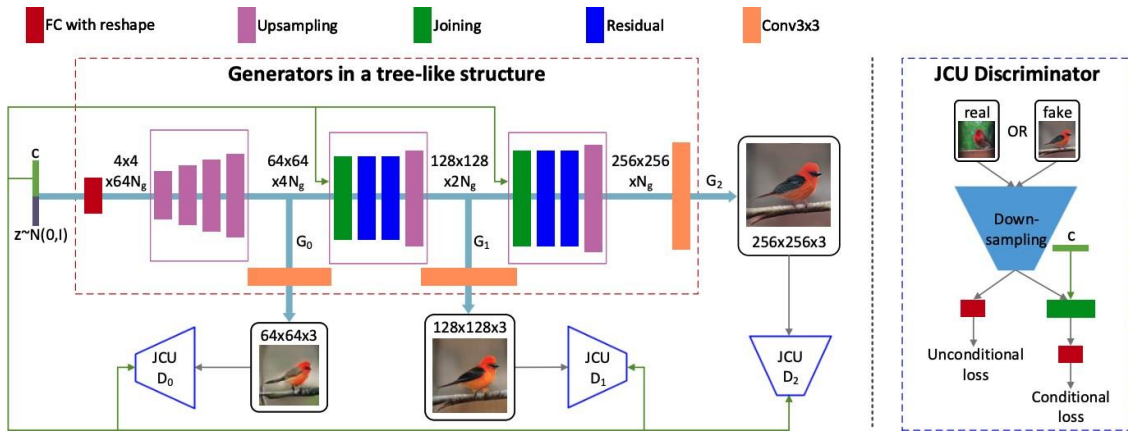 FC with reshape
Upsampling
Joining
Residual
Conv3x3
Generators in a tree-like structure
c
z~N(0,I)
4x4
x64Ng
64x64
x4Ng
128x128
x2Ng
256x256
xNg
G0
G1
G2
256x256x3
64x64x3
128x128x3
JCU
D0
JCU
D1
JCU
D2
JCU Discriminator
real
OR
fake
Down-
sampling
c
Unconditional
loss
Conditional
loss